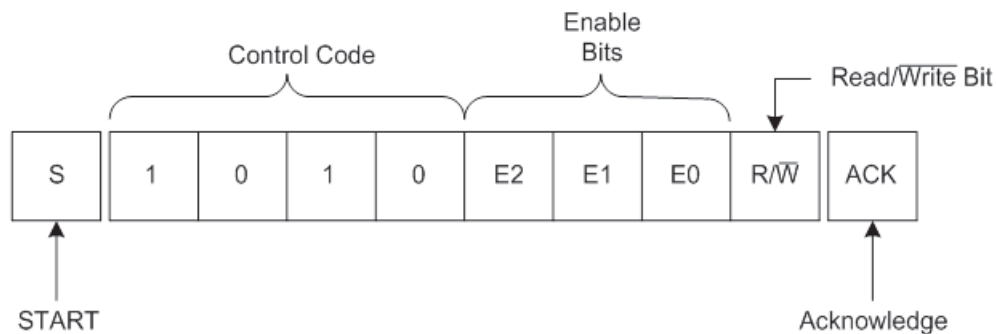 Enable
Bits
Control Code
Read/Write Bit
S 1 0 1 0 E2 E1 E0 R/W ACK
START
Acknowledge